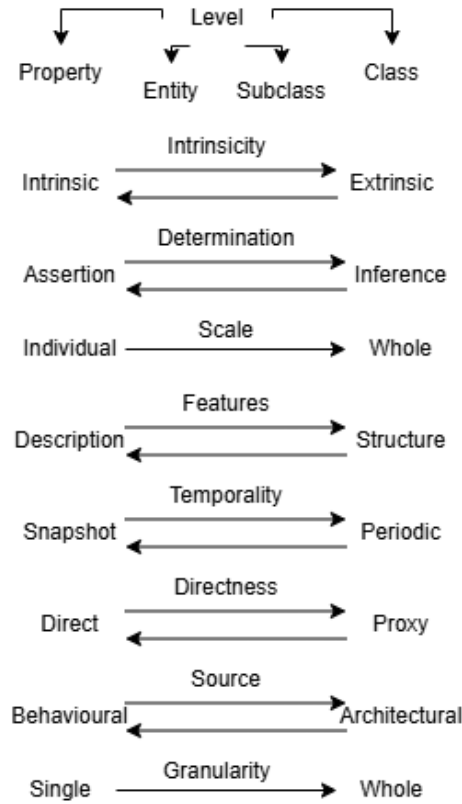 Level
Property Class
Entity Subclass
Intrinsicity
Intrinsic Extrinsic
Determination
Assertion Inference
Scale
Individual Whole
Features
Description Structure
Temporality
Snapshot Periodic
Directness
Direct Proxy
Source
Behavioural Architectural
Granularity
Single Whole